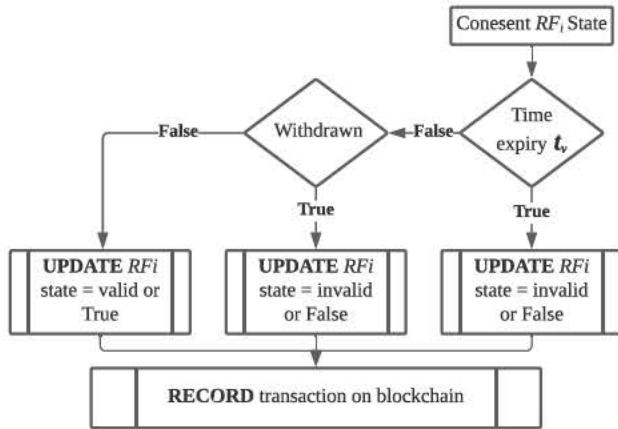 Conesent RFᵢ State
Time
expiry tᵥ
False
Withdrawn
False
True
True
UPDATE RFi
state = valid or
True
UPDATE RFi
state = invalid
or False
UPDATE RFi
state = invalid
or False
RECORD transaction on blockchain